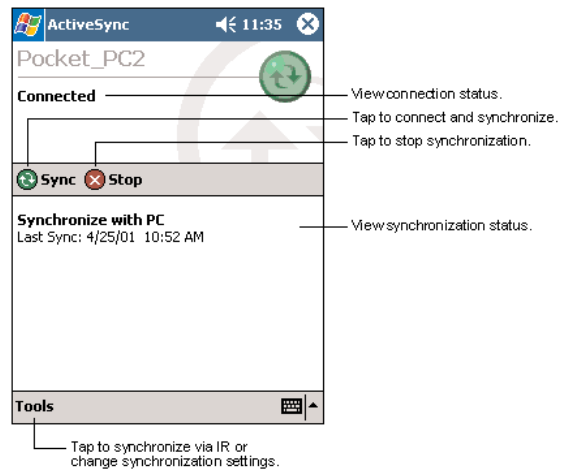 ActiveSync 11:35
Pocket_PC2
Connected
View connection status.
Tap to connect and synchronize.
Tap to stop synchronization.
Sync Stop
Synchronize with PC
Last Sync: 4/25/01 10:52 AM
View synchronization status.
Tools
Tap to synchronize via IR or
change synchronization settings.